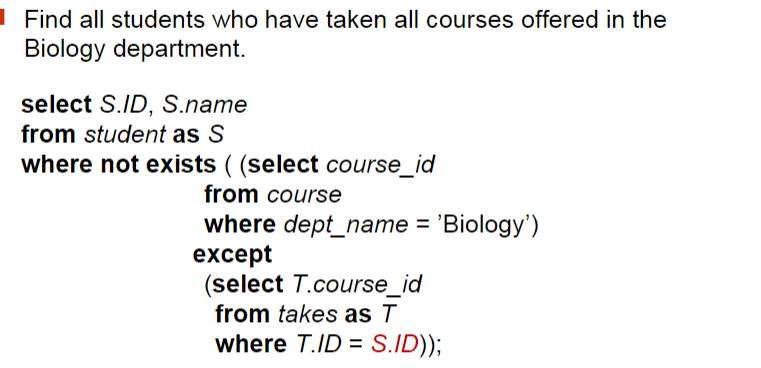 Find all students who have taken all courses offered in the
Biology department.
select S.ID, S.name
from student as S
where not exists ( (select course_id
from course
where dept_name = ’Biology’)
except
(select T.course_id
from takes as T
where T.ID = S.ID));